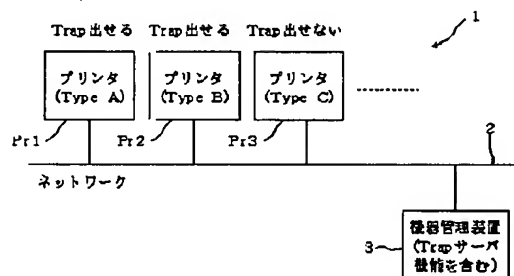 Trap出せる Trap出せる Trap出せない
1
プリンタ プリンタ プリンタ
(Type A) (Type B) (Type C)
Pr1 Pr2 Pr3
2
ネットワーク
機器管理装置
3 (Trapサーバ
機能を含む)